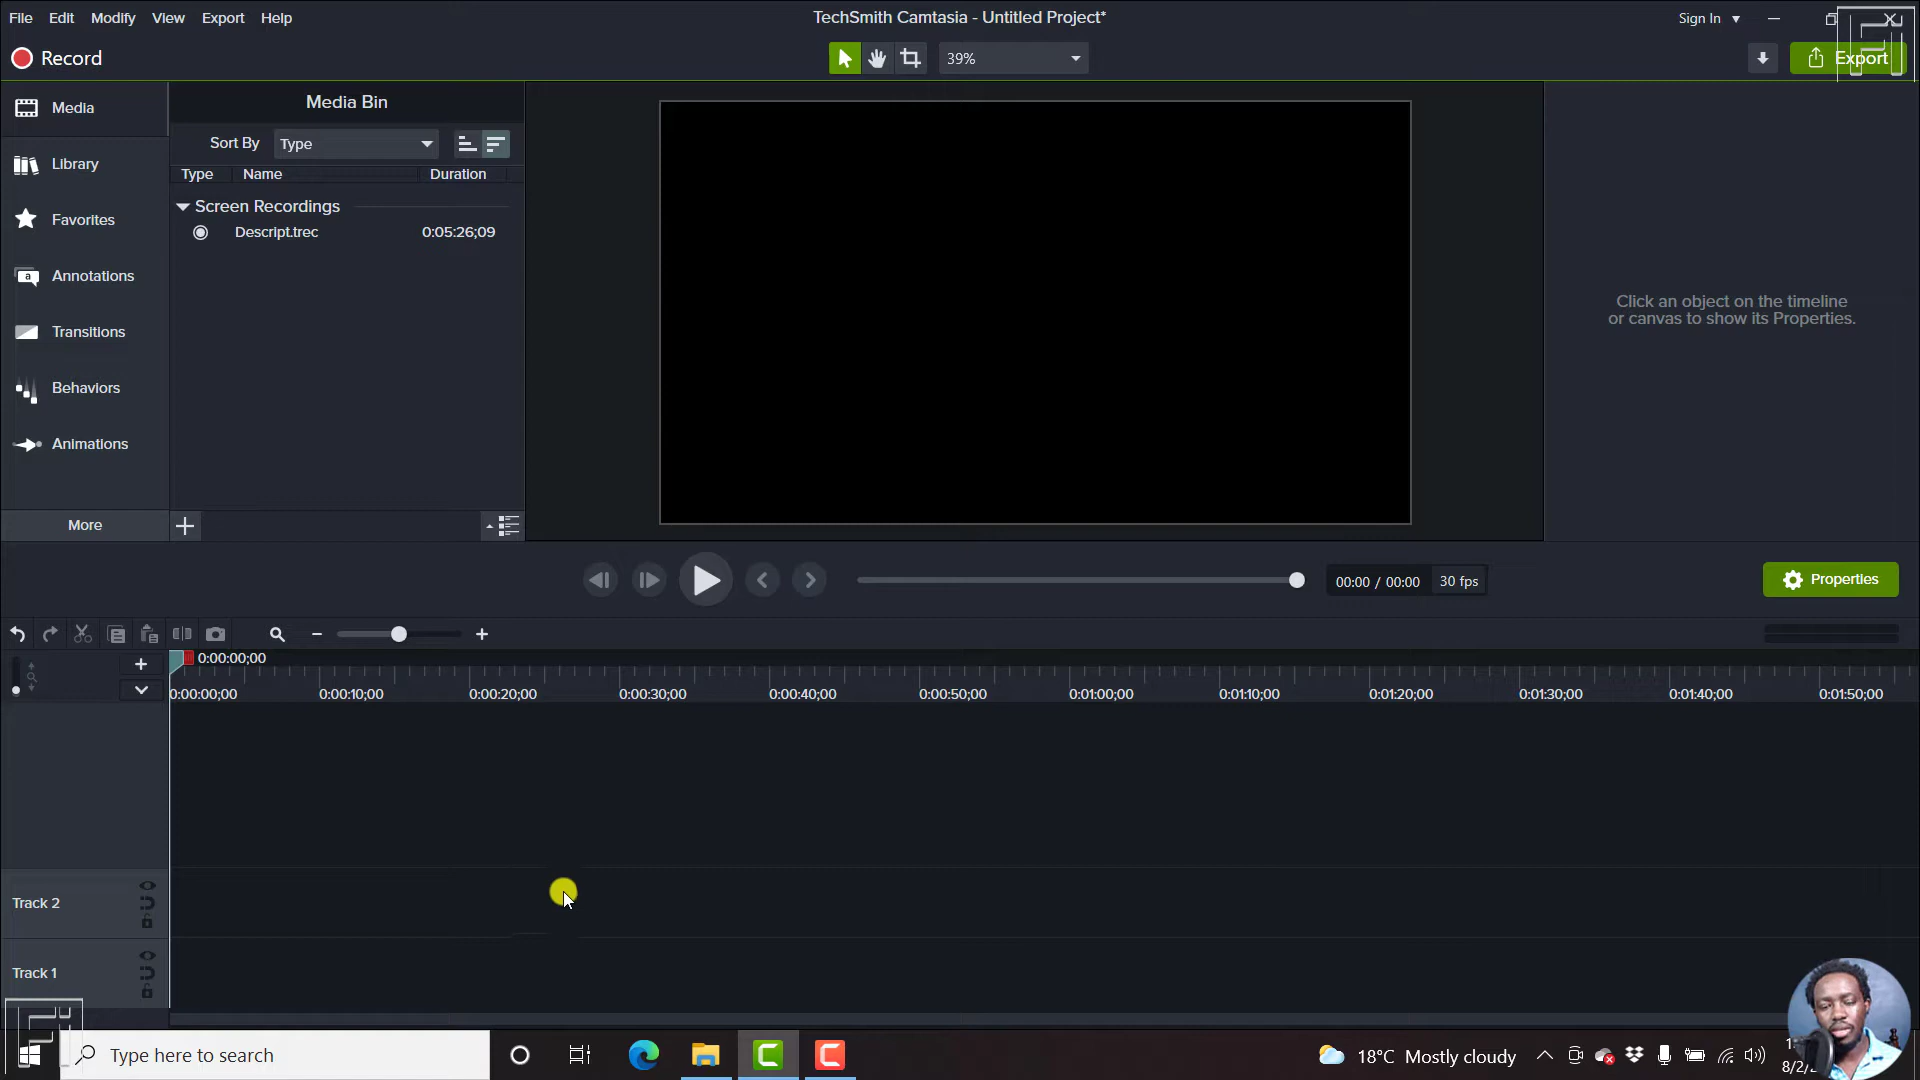 File Edit Modify View Export Help
TechSmith Camtasia - Untitled Project*
Sign In
Record
39%
Export
Media
Library
Favorites
Annotations
Transitions
Behaviors
Animations
More
Media Bin
Sort By Type
Type Name Duration
Screen Recordings
Descript.trec 0:05:26;09
Click an object on the timeline
or canvas to show its Properties.
00:00 / 00:00 30 fps
Properties
0:00:00;00
0:00:00;00 0:00:10;00 0:00:20;00 0:00:30;00 0:00:40;00 0:00:50;00 0:01:00;00 0:01:10;00 0:01:20;00 0:01:30;00 0:01:40;00 0:01:50;00
Track 2
Track 1
Type here to search
18°C Mostly cloudy